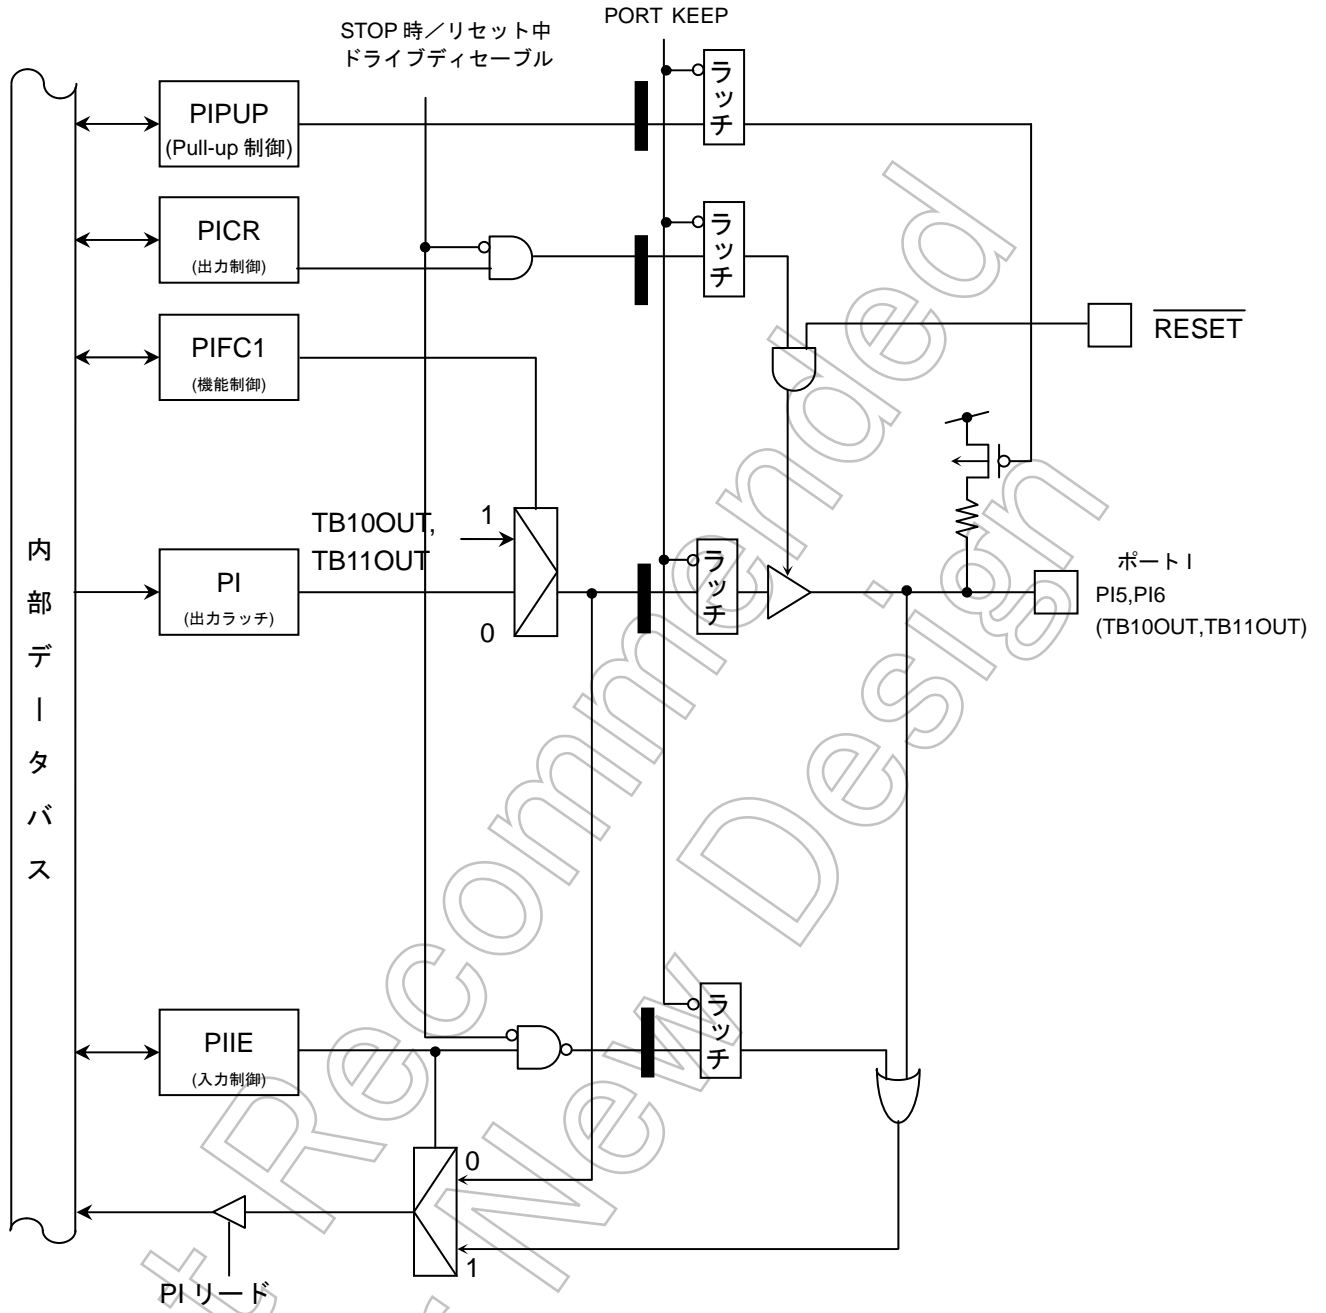 STOP 時／リセット中
ドライブディセーブル
PORT KEEP
PIPUP
(Pull-up 制御)
ラッチ
PICR
(出力制御)
ラッチ
PIFC1
(機能制御)
RESET
TB10OUT,
TB11OUT
1
0
PI
(出力ラッチ)
ラッチ
ポート I
PI5,PI6
(TB10OUT,TB11OUT)
内部データバス
PIIE
(入力制御)
ラッチ
0
1
PI リード
t Recommended
New Design